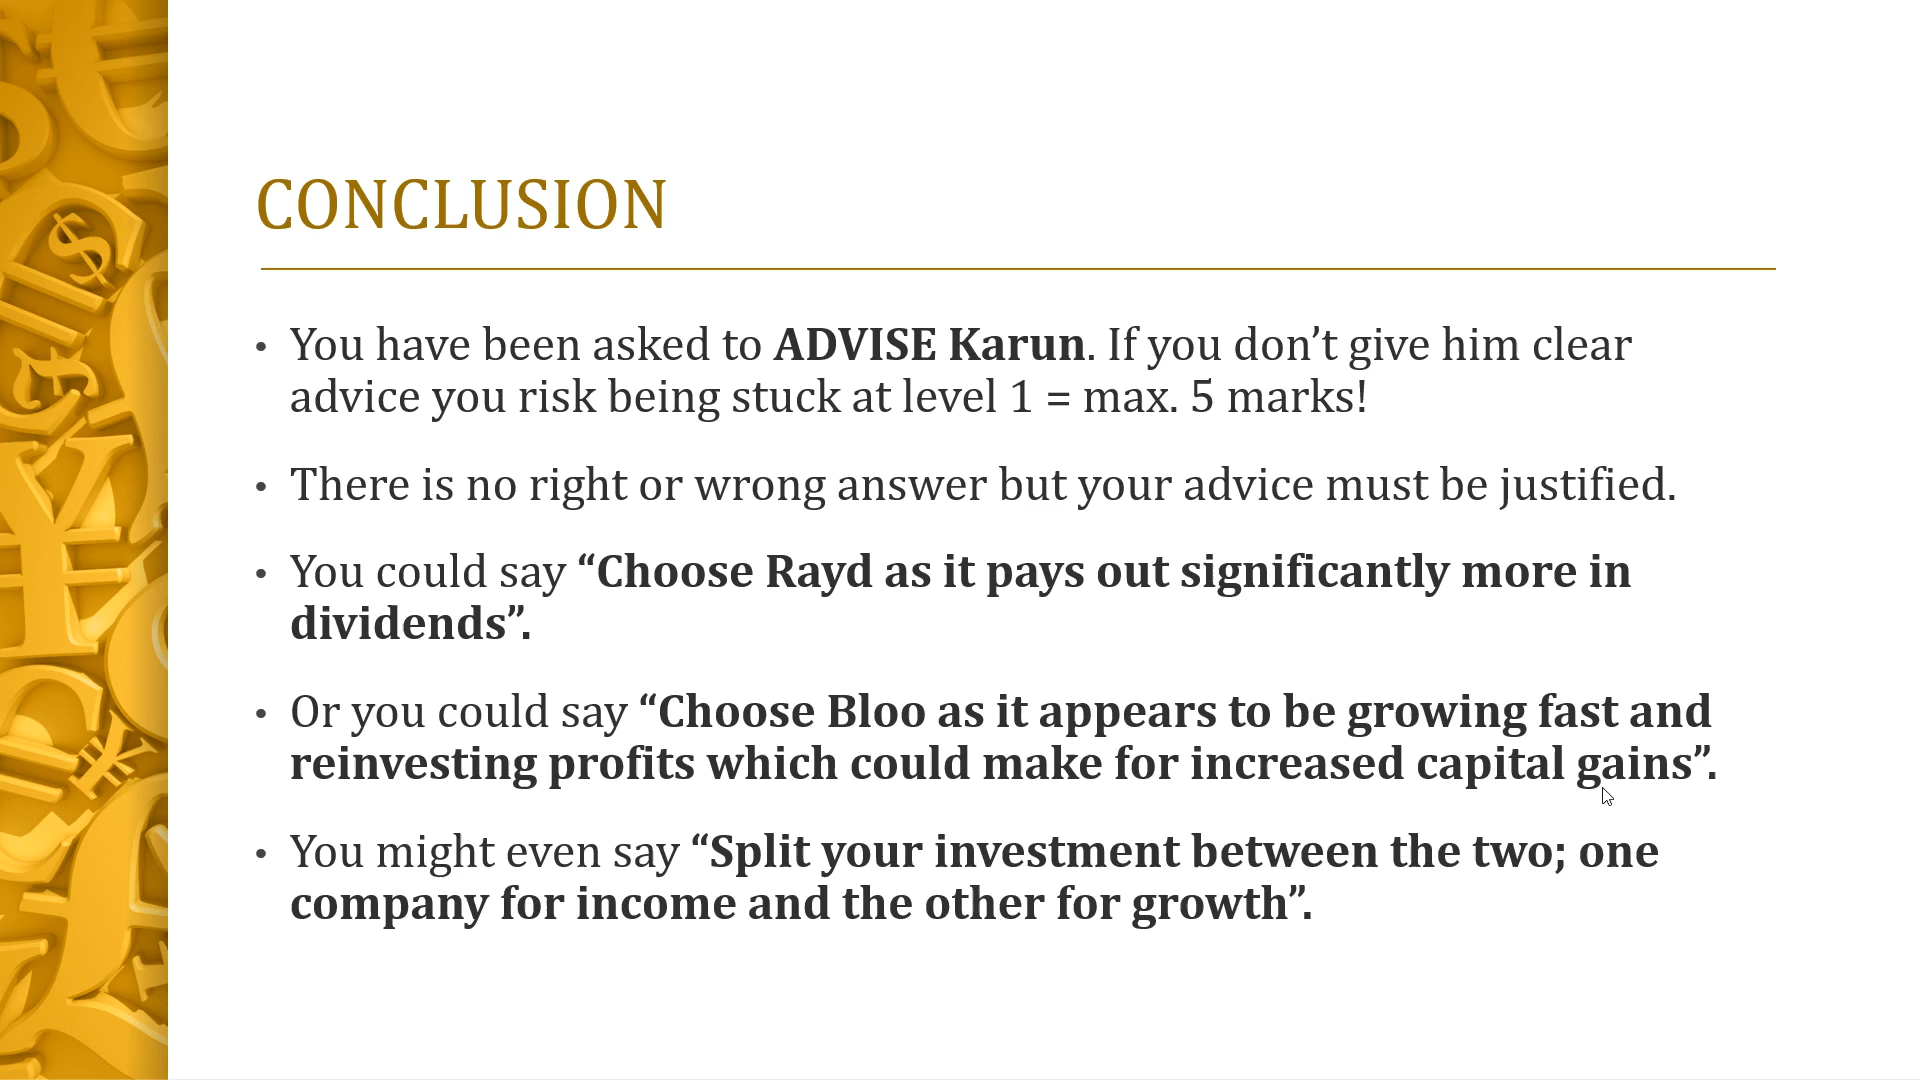 CONCLUSION
• You have been asked to ADVISE Karun. If you don’t give him clear
advice you risk being stuck at level 1 = max. 5 marks!
• There is no right or wrong answer but your advice must be justified.
• You could say “Choose Rayd as it pays out significantly more in
dividends”.
• Or you could say “Choose Bloo as it appears to be growing fast and
reinvesting profits which could make for increased capital gains”.
• You might even say “Split your investment between the two; one
company for income and the other for growth”.